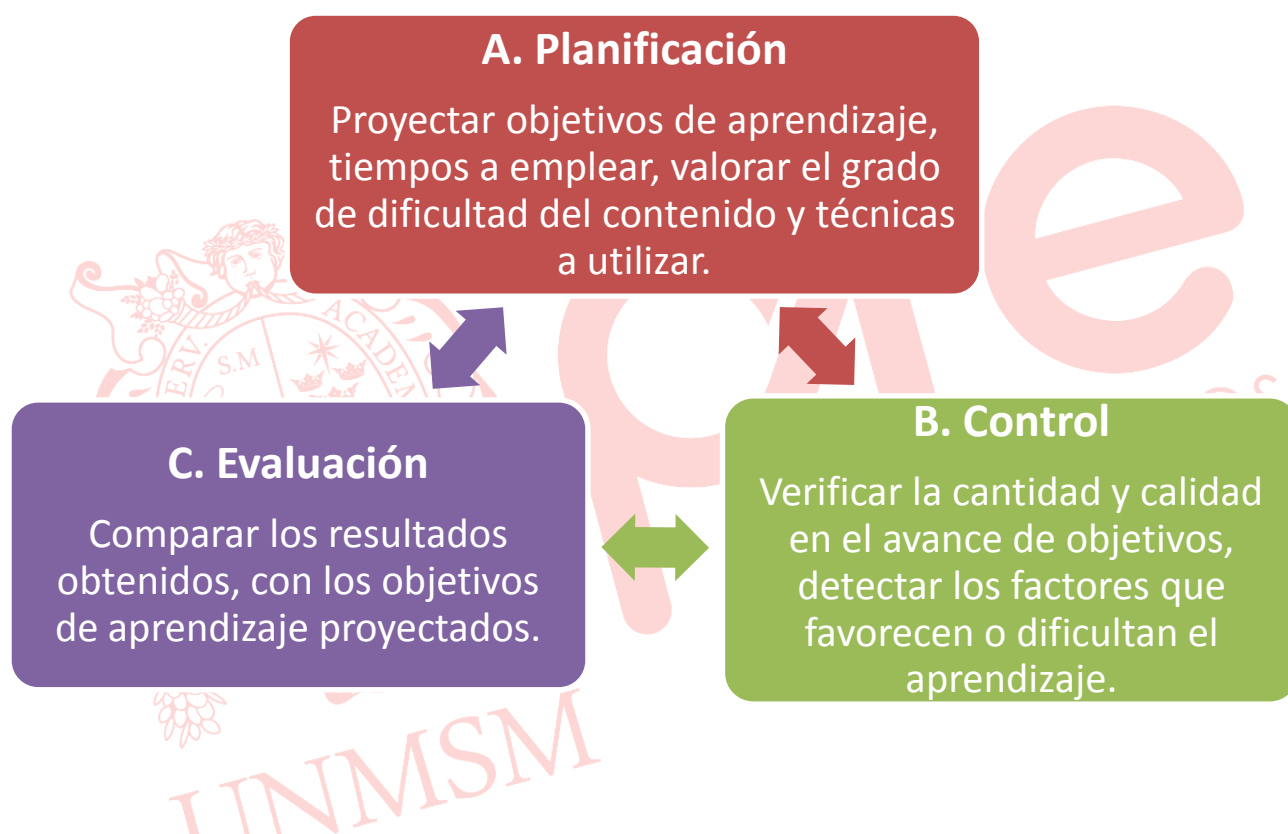 A. Planificación
Proyectar objetivos de aprendizaje,
tiempos a emplear, valorar el grado
de dificultad del contenido y técnicas
a utilizar.
C. Evaluación
Comparar los resultados
obtenidos, con los objetivos
de aprendizaje proyectados.
B. Control
Verificar la cantidad y calidad
en el avance de objetivos,
detectar los factores que
favorecen o dificultan el
aprendizaje.
SERV.
S.M
ACADEM
UNMSM